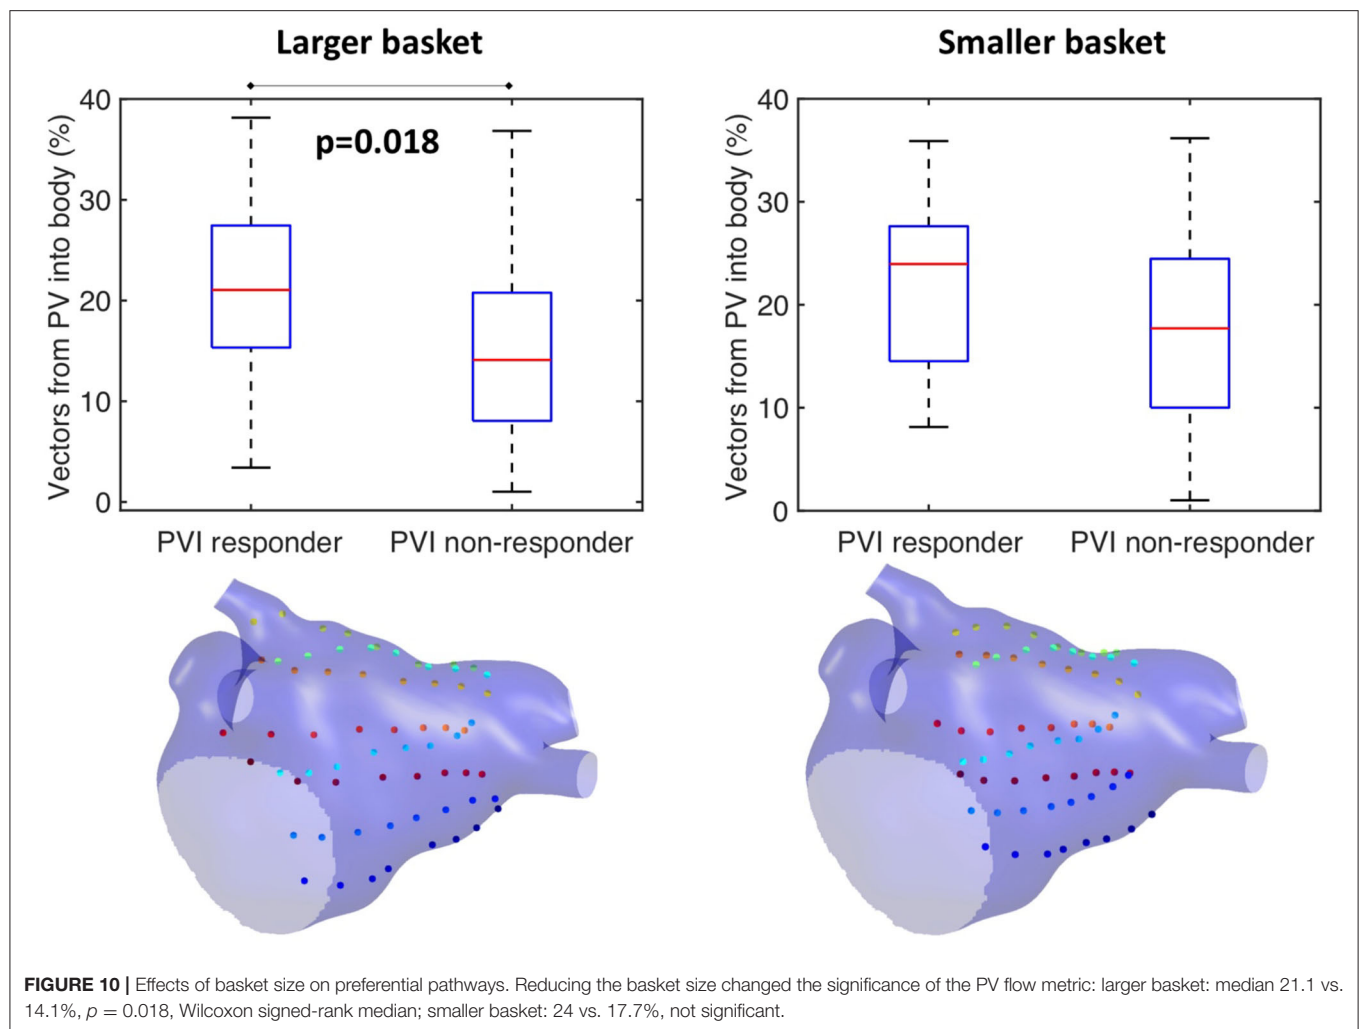 Larger basket
Smaller basket
p=0.018
Vectors from PV into body (%)
40
30
20
10
0
PVI responder
PVI non-responder
Vectors from PV into body (%)
40
30
20
10
0
PVI responder
PVI non-responder
FIGURE 10 | Effects of basket size on preferential pathways. Reducing the basket size changed the significance of the PV flow metric: larger basket: median 21.1 vs.
14.1%, p = 0.018, Wilcoxon signed-rank median; smaller basket: 24 vs. 17.7%, not significant.